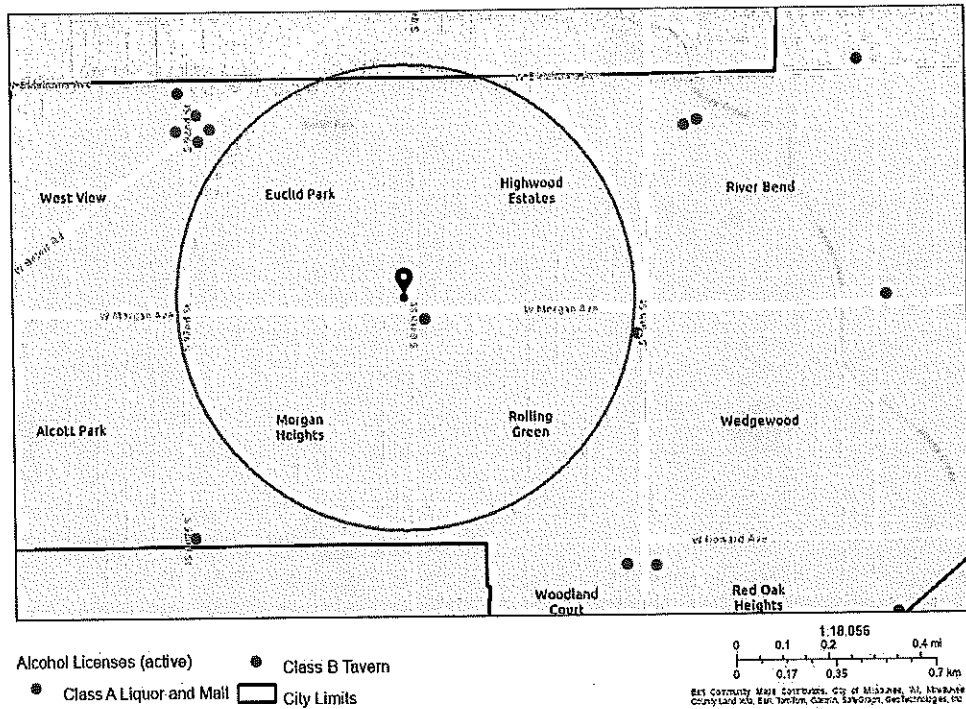 West View
Euclid Park
Highwood
Estates
River Bend
W Morgan Ave
W Morgan Ave
Alcott Park
Morgan
Heights
Rolling
Green
Wedgewood
W Howard Ave
Woodland
Court
Red Oak
Heights
Alcohol Licenses (active)
Class B Tavern
Class A Liquor and Malt
City Limits
1:18,056
0 0.1 0.2 0.4 mi
0 0.17 0.35 0.7 km